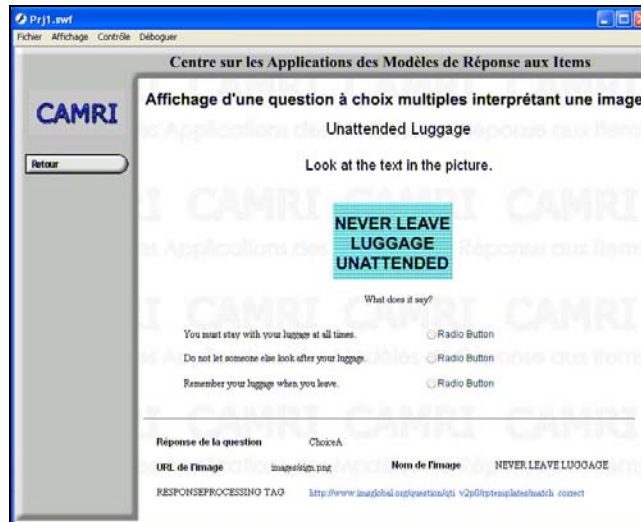 Prj1.swf
Fichier Affichage Contrôle Déboguer
Centre sur les Applications des Modèles de Réponse aux Items
CAMRI
Retour
Affichage d'une question à choix multiples interprétant une image
Unattended Luggage
Look at the text in the picture.
NEVER LEAVE
LUGGAGE
UNATTENDED
What does it say?
You must stay with your luggage at all times. Radio Button
Do not let someone else look after your luggage. Radio Button
Remember your luggage when you leave. Radio Button
Réponse de la question ChoiceA
URL de l'image images/sign.png Nom de l'image NEVER LEAVE LUGGAGE
RESPONSEPROCESSING TAG http://www.imsglobal.org/question/qti_v2p0/rptemplates/match_correct